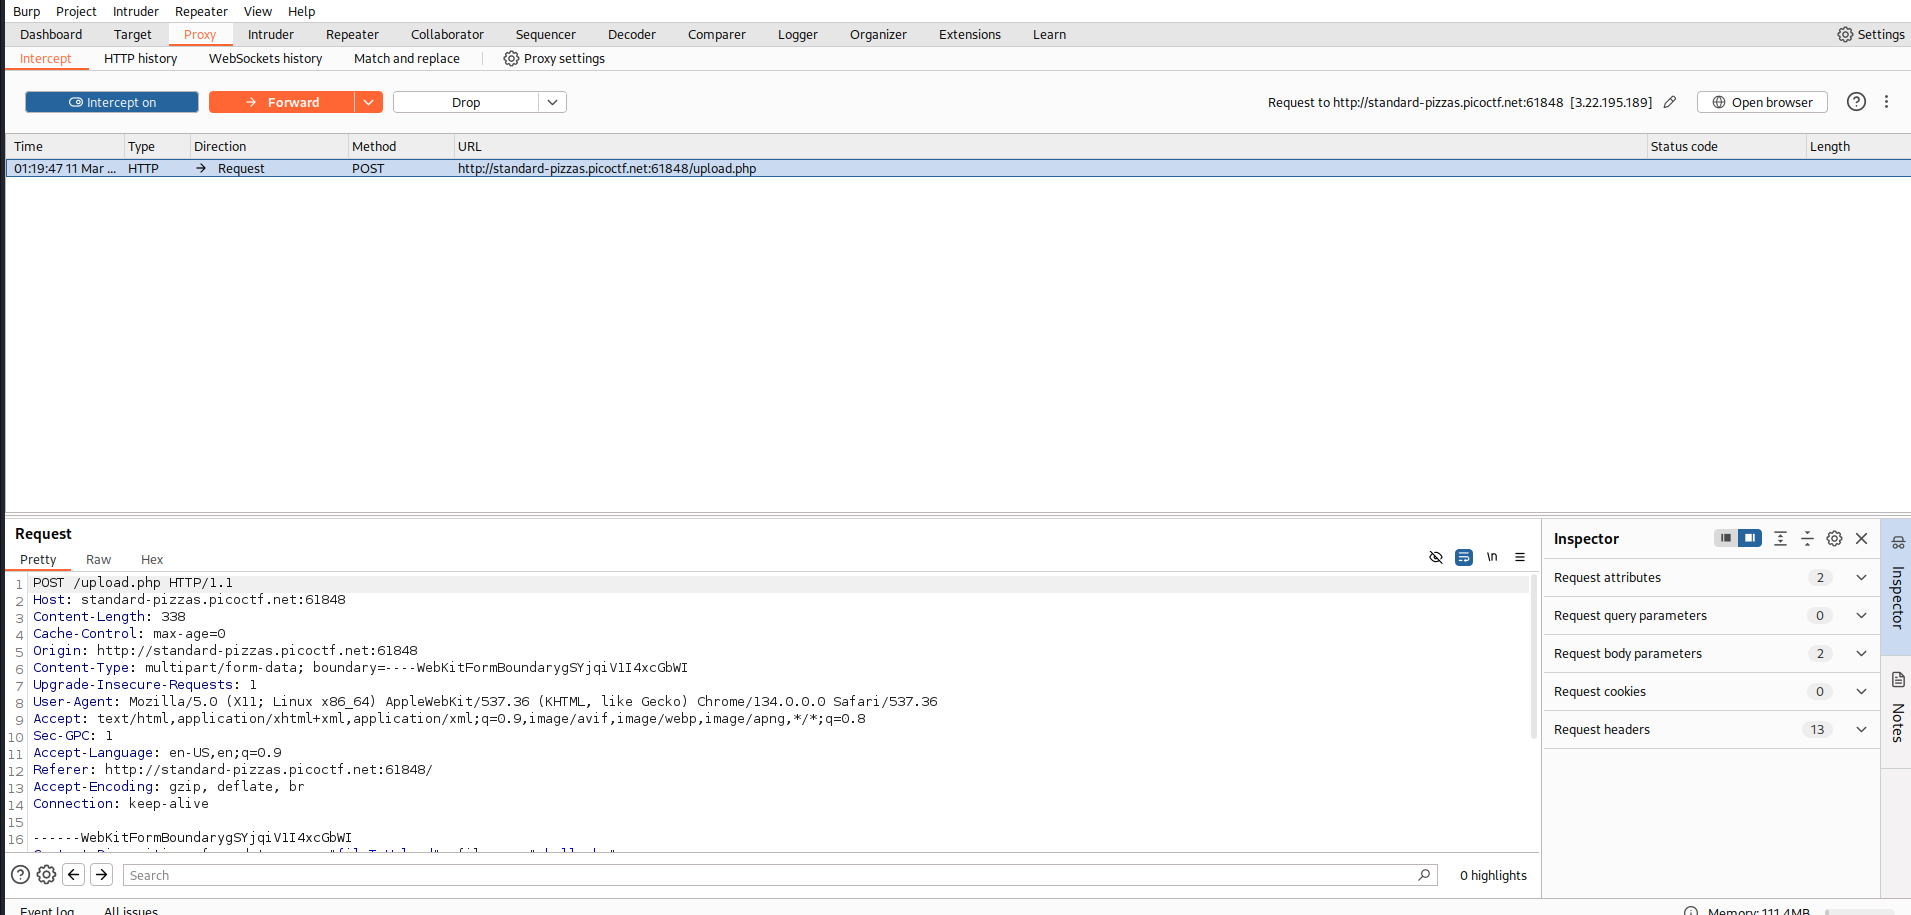 Burp Project Intruder Repeater View Help
Dashboard Target Proxy Intruder Repeater Collaborator Sequencer Decoder Comparer Logger Organizer Extensions Learn Settings
Intercept HTTP history WebSockets history Match and replace Proxy settings
Intercept on Forward Drop Request to http://standard-pizzas.picoctf.net:61848 [3.22.195.189] Open browser
Time Type Direction Method URL Status code Length
01:19:47 11 Mar ... HTTP Request POST http://standard-pizzas.picoctf.net:61848/upload.php
Request
Pretty Raw Hex \n
1 POST /upload.php HTTP/1.1
2 Host: standard-pizzas.picoctf.net:61848
3 Content-Length: 338
4 Cache-Control: max-age=0
5 Origin: http://standard-pizzas.picoctf.net:61848
6 Content-Type: multipart/form-data; boundary=----WebKitFormBoundarygSYjqiV1I4xcGbWI
7 Upgrade-Insecure-Requests: 1
8 User-Agent: Mozilla/5.0 (X11; Linux x86_64) AppleWebKit/537.36 (KHTML, like Gecko) Chrome/134.0.0.0 Safari/537.36
9 Accept: text/html,application/xhtml+xml,application/xml;q=0.9,image/avif,image/webp,image/apng,*/*;q=0.8
10 Sec-GPC: 1
11 Accept-Language: en-US,en;q=0.9
12 Referer: http://standard-pizzas.picoctf.net:61848/
13 Accept-Encoding: gzip, deflate, br
14 Connection: keep-alive
15
16 ------WebKitFormBoundarygSYjqiV1I4xcGbWI
Search 0 highlights
Inspector
Request attributes 2
Request query parameters 0
Request body parameters 2
Request cookies 0
Request headers 13
Inspector
Notes
Event log All issues Memory: 111.4MB